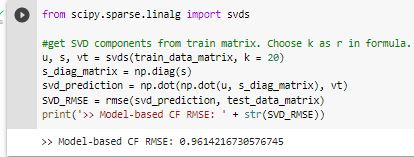 from scipy.sparse.linalg import svds
#get SVD components from train matrix. Choose k as r in formula.
u, s, vt = svds(train_data_matrix, k = 20)
s_diag_matrix = np.diag(s)
svd_prediction = np.dot(np.dot(u, s_diag_matrix), vt)
SVD_RMSE = rmse(svd_prediction, test_data_matrix)
print('>> Model-based CF RMSE: ' + str(SVD_RMSE))
>> Model-based CF RMSE: 0.9614216730576745